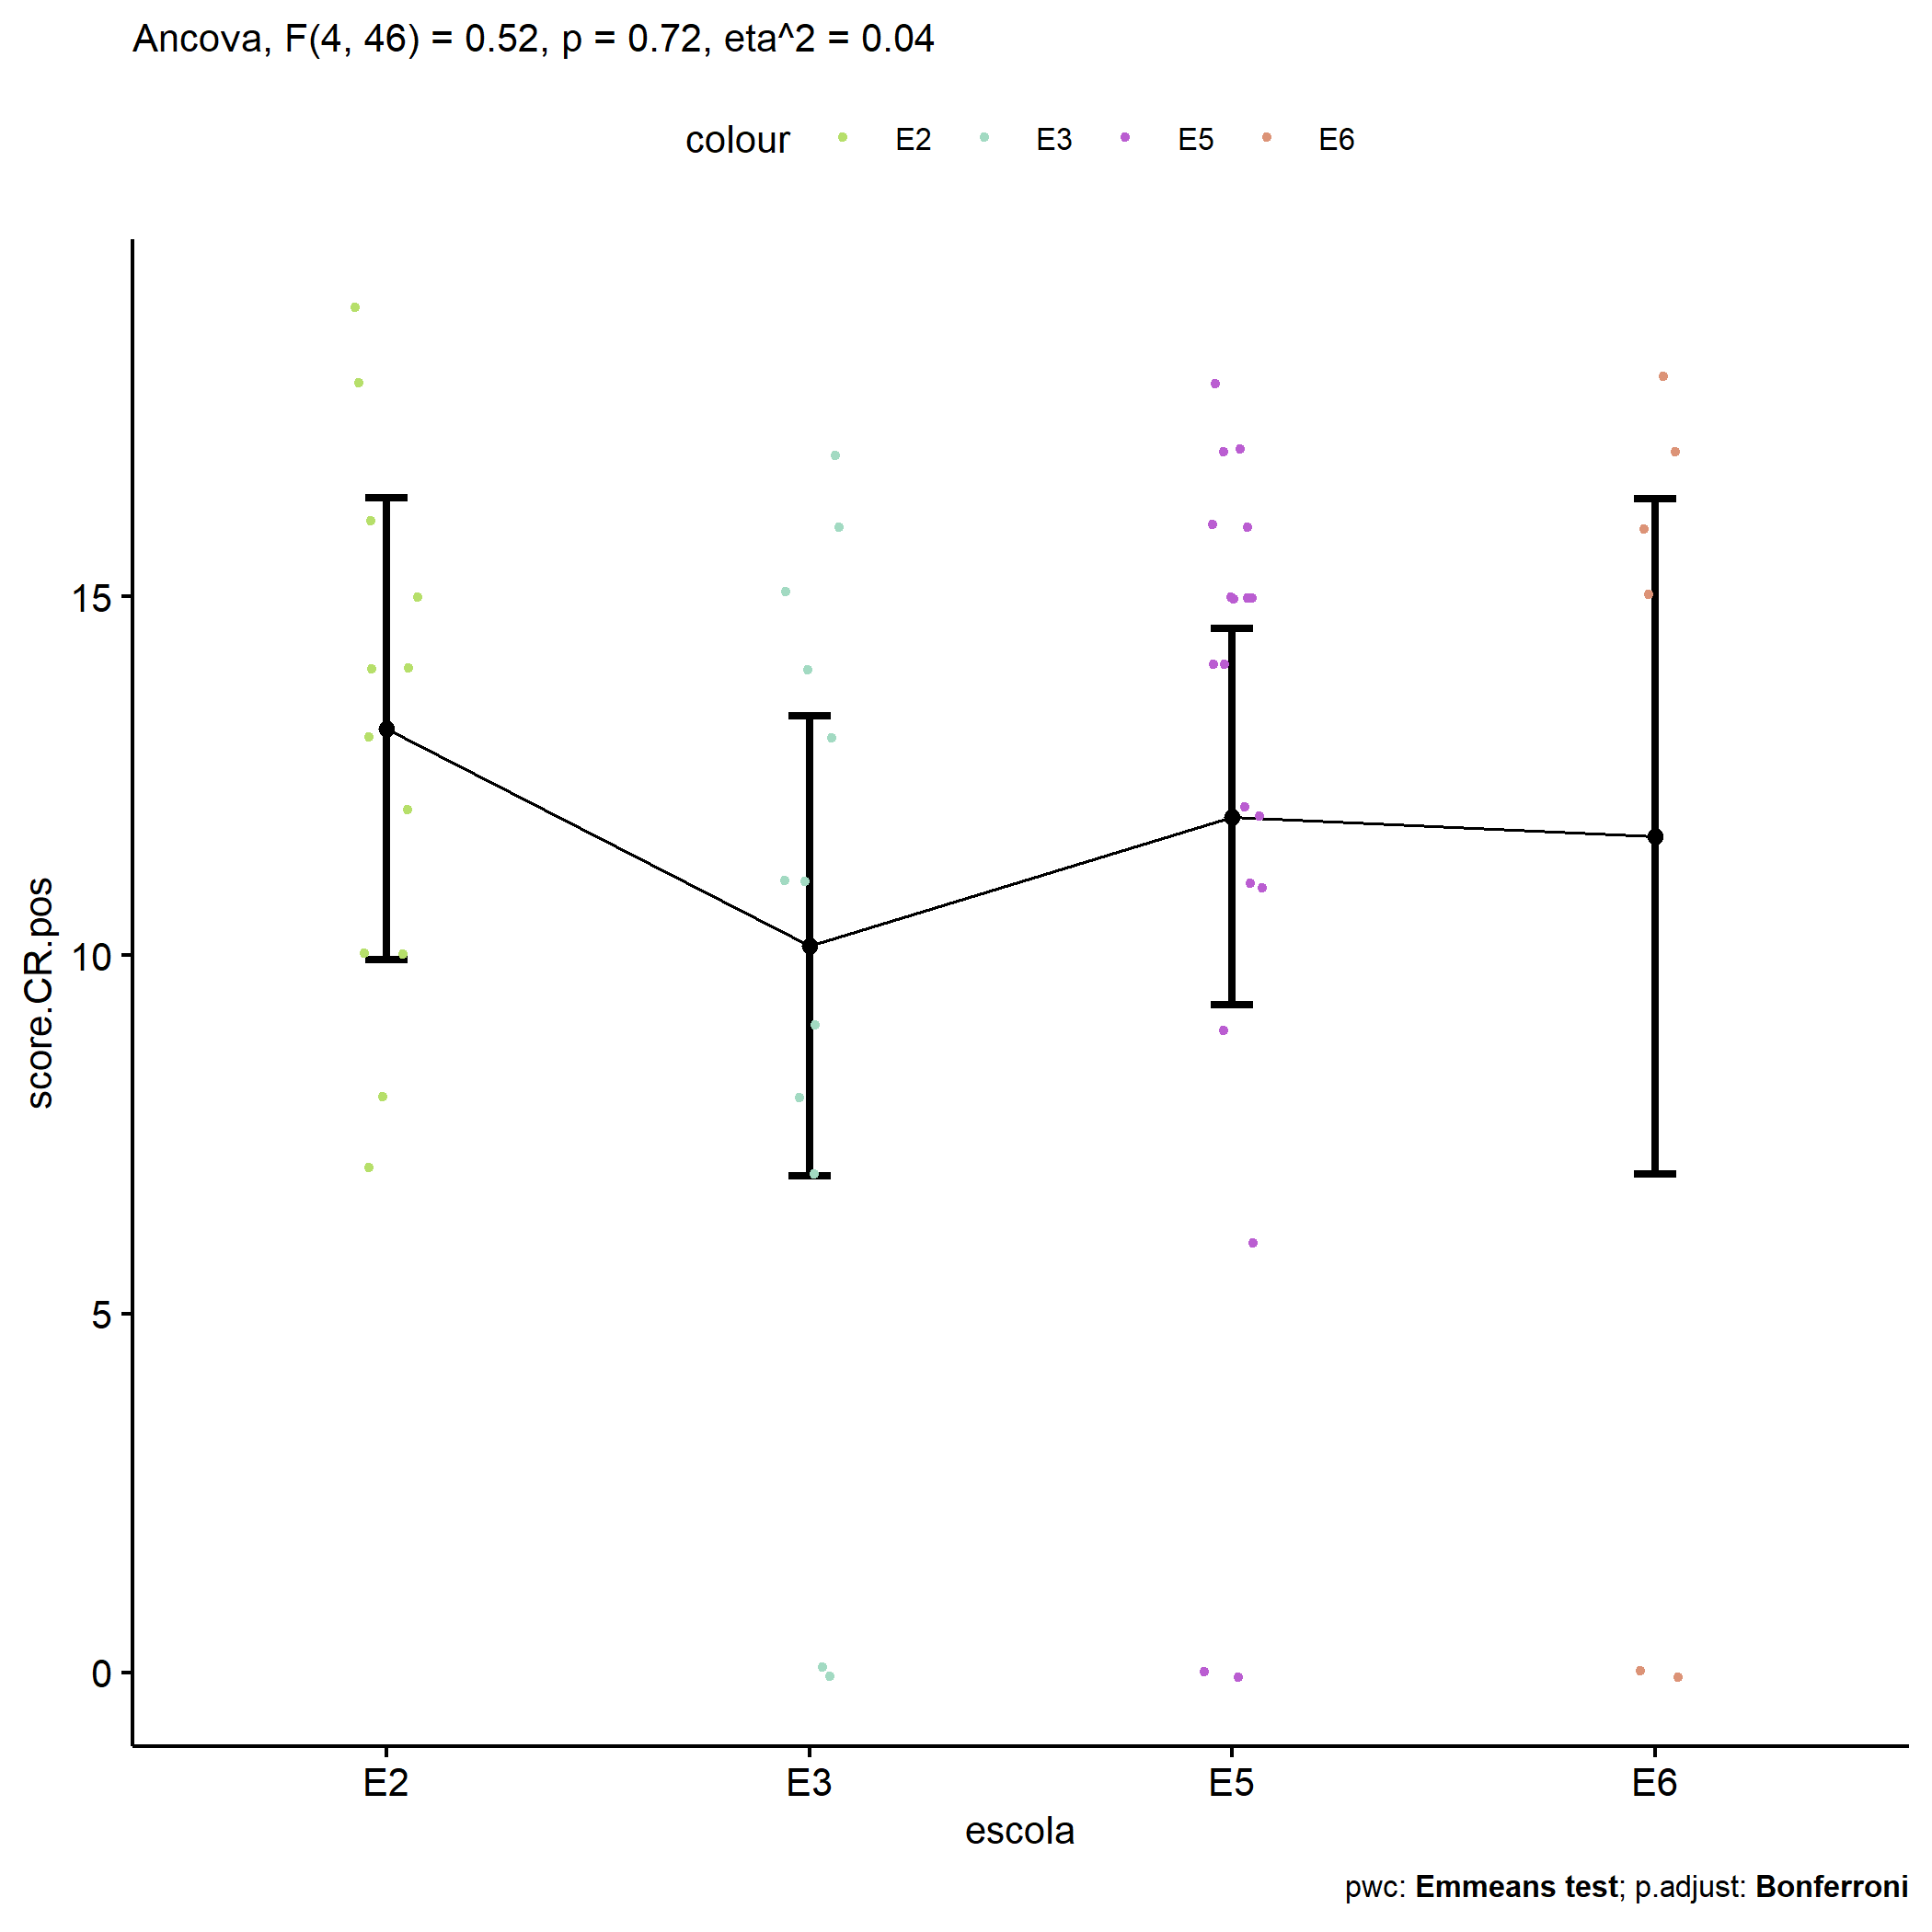 Ancova, F(4, 46) = 0.52, p = 0.72, eta^2 = 0.04
colour E2 E3 E5 E6
score.CR.pos
15
10
5
0
E2 E3 E5 E6
escola
pwc: Emmeans test; p.adjust: Bonferroni